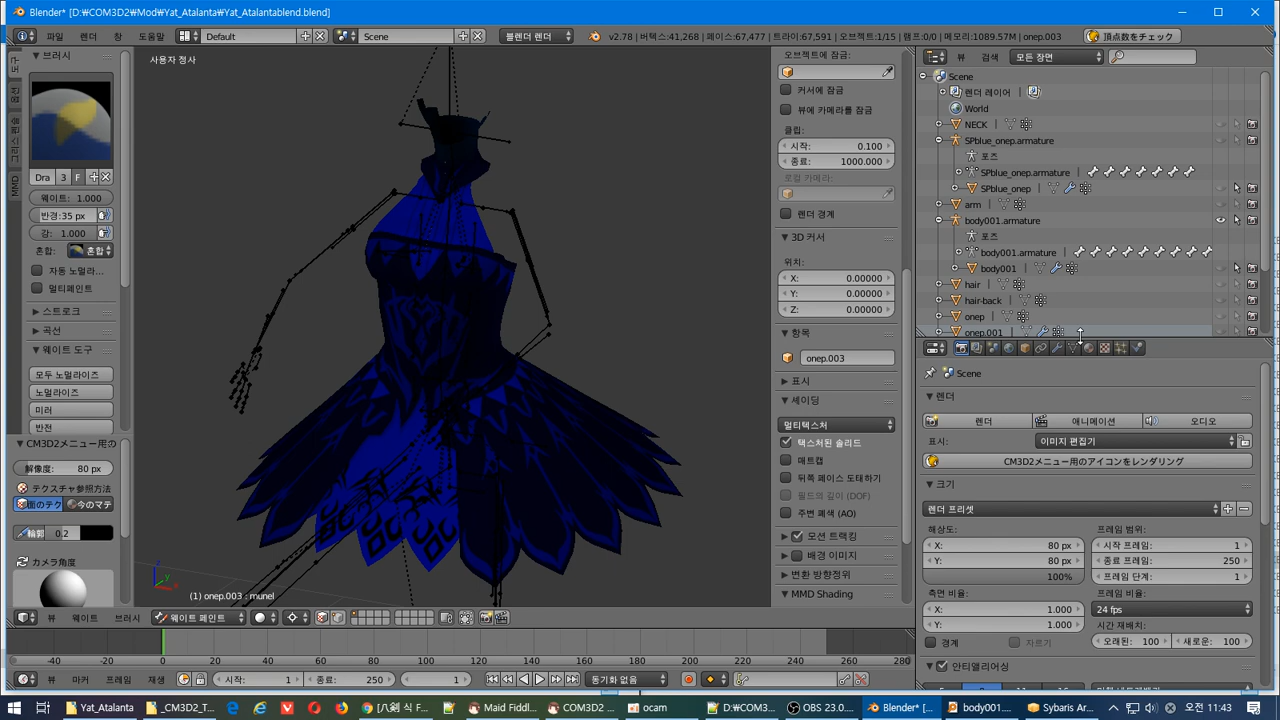 Blender* [D:₩COM3D2₩Mod₩Yat_Atalanta₩Yat_Atalantablend.blend]
파일 렌더 창 도움말 Default Scene 블렌더 렌더 v2.78 | 버텍스:41,268 | 페이스:67,477 | 트라이:67,591 | 오브젝트:1/15 | 램프:0/0 | 메모리:1089.57M | onep.003 頂点数をチェック
▼ 브러시
Dra 3 F
웨이트: 1.000
반경:35 px
강: 1.000
혼합: 혼합
자동 노멀라...
멀티페인트
▶ 스트로크
▶ 곡선
▼ 웨이트 도구
모두 노멀라이즈
노멀라이즈
미러
반전
▼ CM3D2メニュー用の
解像度: 80 px
テクスチャ参照方法
面のテク 今のマテ
輪郭 0.2
カメラ角度
MMD
사용자 정사
(1) onep.003 : munel
오브젝트에 잠금:
커서에 잠금
뷰에 카메라를 잠금
클립:
시작: 0.100
종료: 1000.000
로컬 카메라:
렌더 경계
▼ 3D 커서
위치:
X: 0.00000
Y: 0.00000
Z: 0.00000
▼ 항목
onep.003
▶ 표시
▼ 셰이딩
멀티텍스처
텍스처된 솔리드
매트캡
뒤쪽 페이스 도태하기
필드의 깊이 (DOF)
주변 폐색 (AO)
▶ 모션 트랙킹
▶ 배경 이미지
▶ 변환 방향정위
▼ MMD Shading
뷰 검색 모든 장면
Scene
렌더 레이어
World
NECK
SPblue_onep.armature
포즈
SPblue_onep.armature
SPblue_onep
arm
body001.armature
포즈
body001.armature
body001
hair
hair-back
onep
onep.001
Scene
▼ 렌더
렌더 애니메이션 오디오
표시: 이미지 편집기
CM3D2メニュー用のアイコンをレンダリング
▼ 크기
렌더 프리셋
해상도: 프레임 범위:
X: 80 px 시작 프레임: 1
Y: 80 px 종료 프레임: 250
100% 프레임 단계: 1
측면 비율: 프레임 비율:
X: 1.000 24 fps
Y: 1.000 시간 재배치:
경계 자르기 오래된: 100 새로운: 100
▼ 안티앨리어싱
뷰 웨이트 브러시 웨이트 페인트
-40 -20 0 20 40 60 80 100 120 140 160 180 200 220 240 260 280
뷰 마커 프레임 재생 시작: 1 종료: 250 1 동기화 없음
Yat_Atalanta _CM3D2_T... (八剣 식 F... Maid Fiddl... COM3D2 ... ocam D:₩COM3... OBS 23.0... Blender* [... body001... Sybaris Ar... 오전 11:43